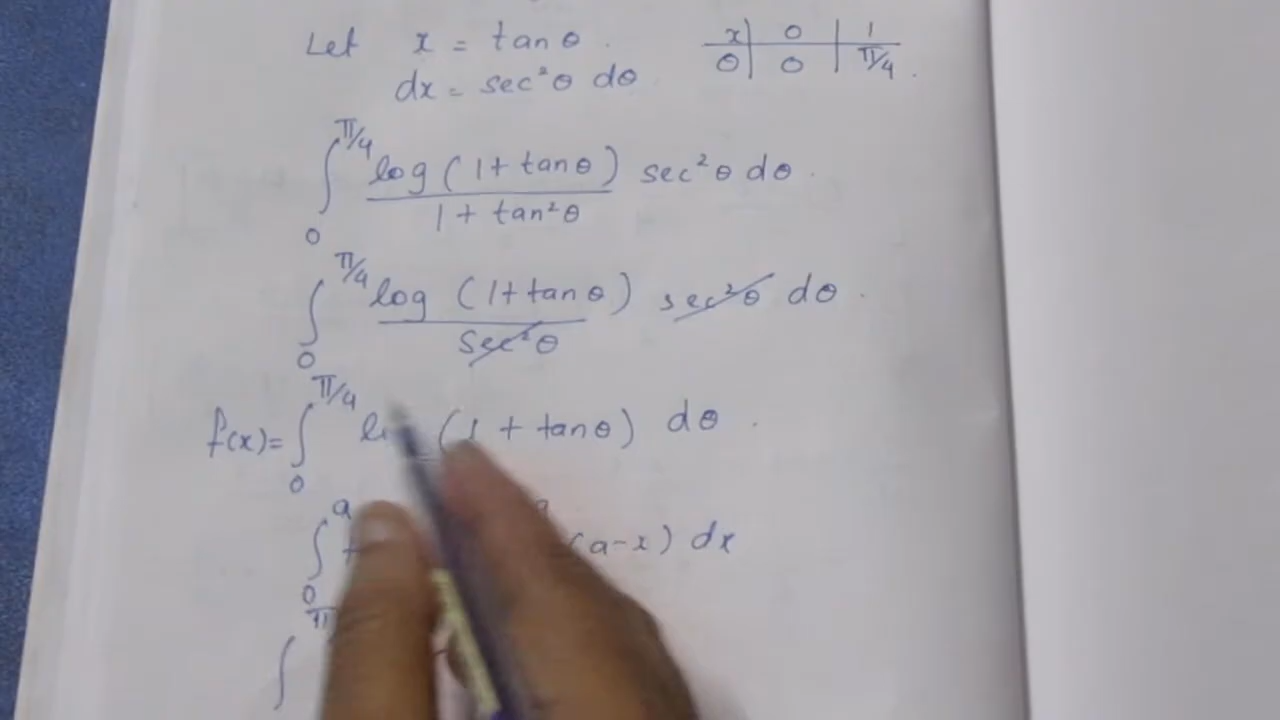 Let x = tan θ . x 0 1
dx = sec²θ dθ θ 0 π/4 .
∫₀^π/4 log (1 + tanθ) / 1 + tan²θ sec²θ dθ .
∫₀^π/4 log (1 + tanθ) / sec²θ sec²θ dθ .
f(x) = ∫₀^π/4 (1 + tanθ) dθ .
∫₀^a a (a-x) dx
∫ π